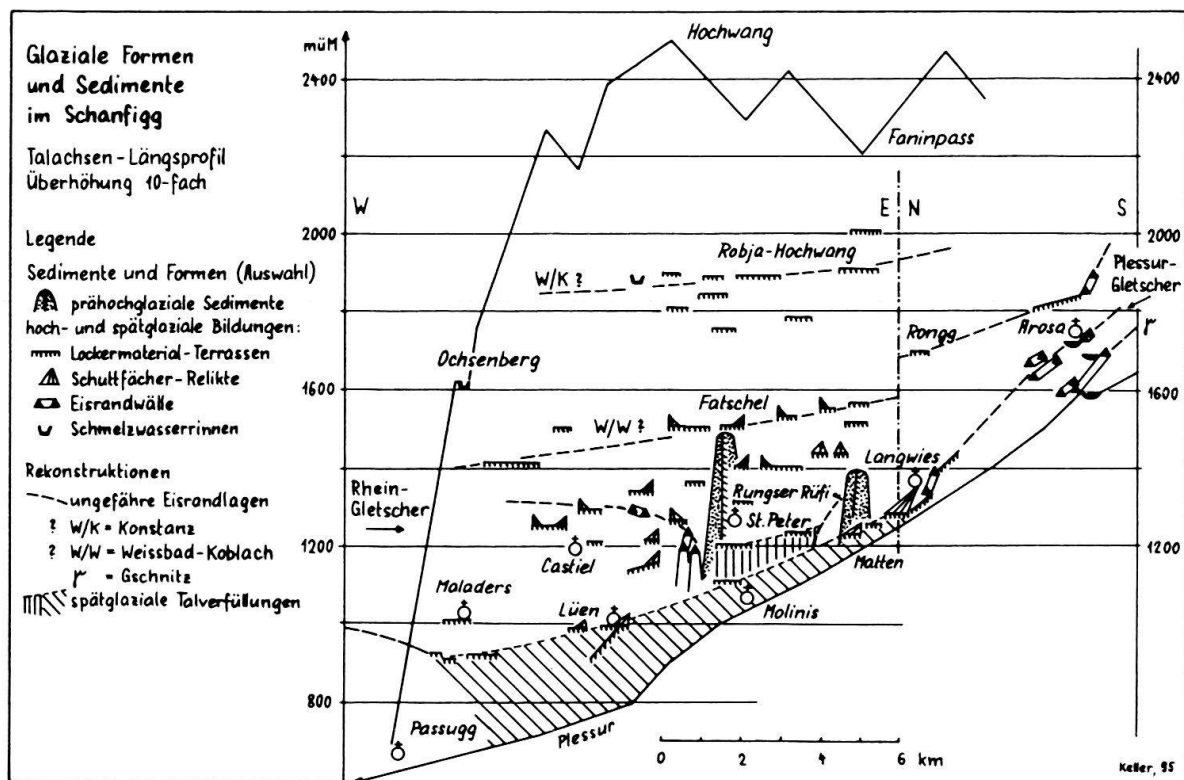 Glaziale Formen
und Sedimente
im Schanfigg
Talachsen-Längsprofil
Überhöhung 10-fach
Legende
Sedimente und Formen (Auswahl)
prähochglaziale Sedimente
hoch- und spätglaziale Bildungen:
Lockermaterial-Terrassen
Schuttfächer-Relikte
Eisrandwälle
Schmelzwasserrinnen
Rekonstruktionen
ungefähre Eisrandlagen
? W/K = Konstanz
? W/W = Weissbad-Koblach
γ = Gschnitz
spätglaziale Talverfüllungen
müM
2400
2000
1600
1200
800
W
E
N
S
2400
2000
1600
1200
Hochwang
Faninpass
Robja-Hochwang
W/K ?
Plessur-
Gletscher
γ
Rongg
Arosa
Ochsenberg
Fatschel
W/W ?
Langwies
Rhein-
Gletscher
Rungser Rüfi
St. Peter
Castiel
Matten
Maladers
Lüen
Molinis
Passugg
Plessur
0 2 4 6 km
Keller, 95